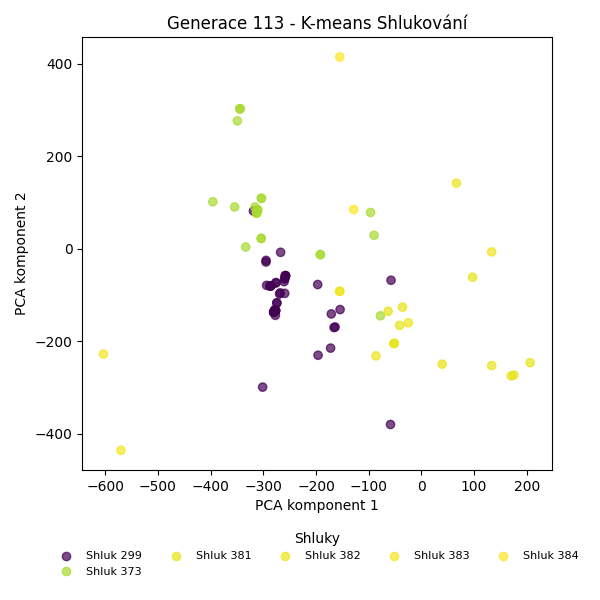 Generace 113 - K-means Shlukování
PCA komponent 2
400
200
0
−200
−400
−600 −500 −400 −300 −200 −100 0 100 200
PCA komponent 1
Shluky
Shluk 299 Shluk 381 Shluk 382 Shluk 383 Shluk 384
Shluk 373